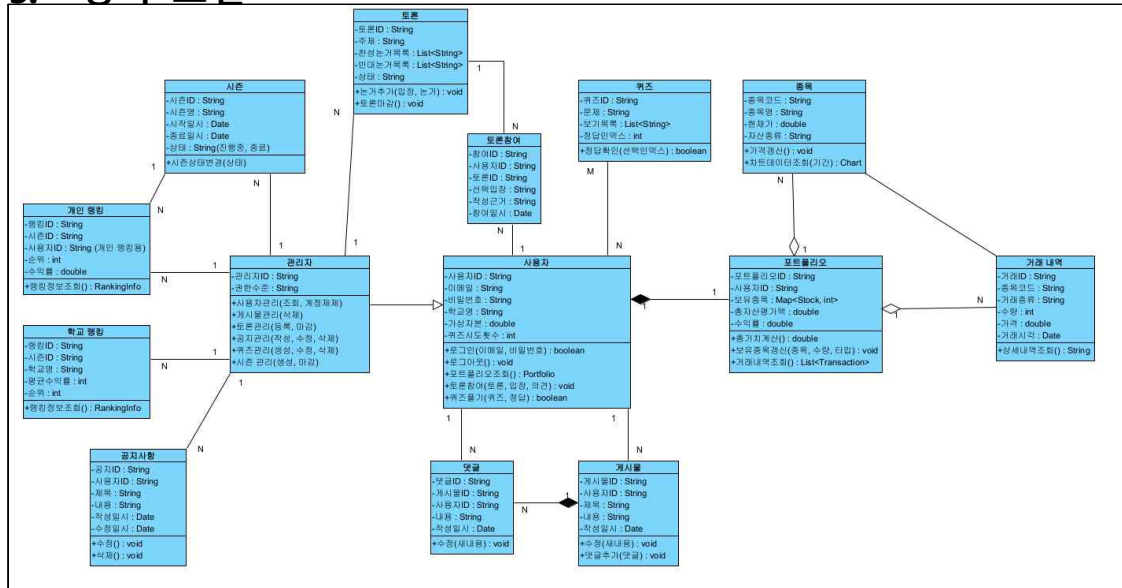 토론
-토론ID : String
-주제 : String
-찬성논거목록 : List<String>
-반대논거목록 : List<String>
-상태 : String
+논거추가(입장, 논거) : void
+토론마감() : void
시즌
-시즌ID : String
-시즌명 : String
-시작일시 : Date
-종료일시 : Date
-상태 : String(진행중, 종료)
+시즌상태변경(상태)
퀴즈
-퀴즈ID : String
-문제 : String
-보기목록 : List<String>
-정답인덱스 : int
+정답확인(선택인덱스) : boolean
종목
-종목코드 : String
-종목명 : String
-현재가 : double
-자산종류 : String
+가격갱신() : void
+차트데이터조회(기간) : Chart
토론참여
-참여ID : String
-사용자ID : String
-토론ID : String
-선택입장 : String
-작성근거 : String
-참여일시 : Date
개인 랭킹
-랭킹ID : String
-시즌ID : String
-사용자ID : String (개인 랭킹용)
-순위 : int
-수익률 : double
+랭킹정보조회() : RankingInfo
관리자
-관리자ID : String
-권한수준 : String
+사용자관리(조회, 계정제제)
+게시물관리(삭제)
+토론관리(등록, 마감)
+공지관리(작성, 수정, 삭제)
+퀴즈관리(생성, 수정, 삭제)
+시즌 관리(생성, 마감)
사용자
-사용자ID : String
-이메일 : String
-비밀번호 : String
-학교명 : String
-가상자본 : double
-퀴즈시도횟수 : int
+로그인(이메일, 비밀번호) : boolean
+로그아웃() : void
+포트폴리오조회() : Portfolio
+토론참여(토론, 입장, 의견) : void
+퀴즈풀기(퀴즈, 정답) : boolean
포트폴리오
-포트폴리오ID : String
-사용자ID : String
-보유종목 : Map<Stock, int>
-총자산평가액 : double
-수익률 : double
+총가치계산() : double
+보유종목갱신(종목, 수량, 타입) : void
+거래내역조회() : List<Transaction>
거래 내역
-거래ID : String
-종목코드 : String
-거래종류 : String
-수량 : int
-가격 : double
-거래시각 : Date
+상세내역조회() : String
학교 랭킹
-랭킹ID : String
-시즌ID : String
-학교명 : String
-평균수익률 : int
-순위 : int
+랭킹정보조회() : RankingInfo
공지사항
-공지ID : String
-사용자ID : String
-제목 : String
-내용 : String
-작성일시 : Date
-수정일시 : Date
+수정() : void
+삭제() : void
댓글
-댓글ID : String
-게시물ID : String
-사용자ID : String
-내용 : String
-작성일시 : Date
+수정(새내용) : void
게시물
-게시물ID : String
-사용자ID : String
-제목 : String
-내용 : String
-작성일시 : Date
+수정(새내용) : void
+댓글추가(댓글) : void
1
N
1
N
N
1
N
1
N
1
N
1
1
N
N
1
M
N
1
1
N
1
1
N
1
N
1
N
1
N